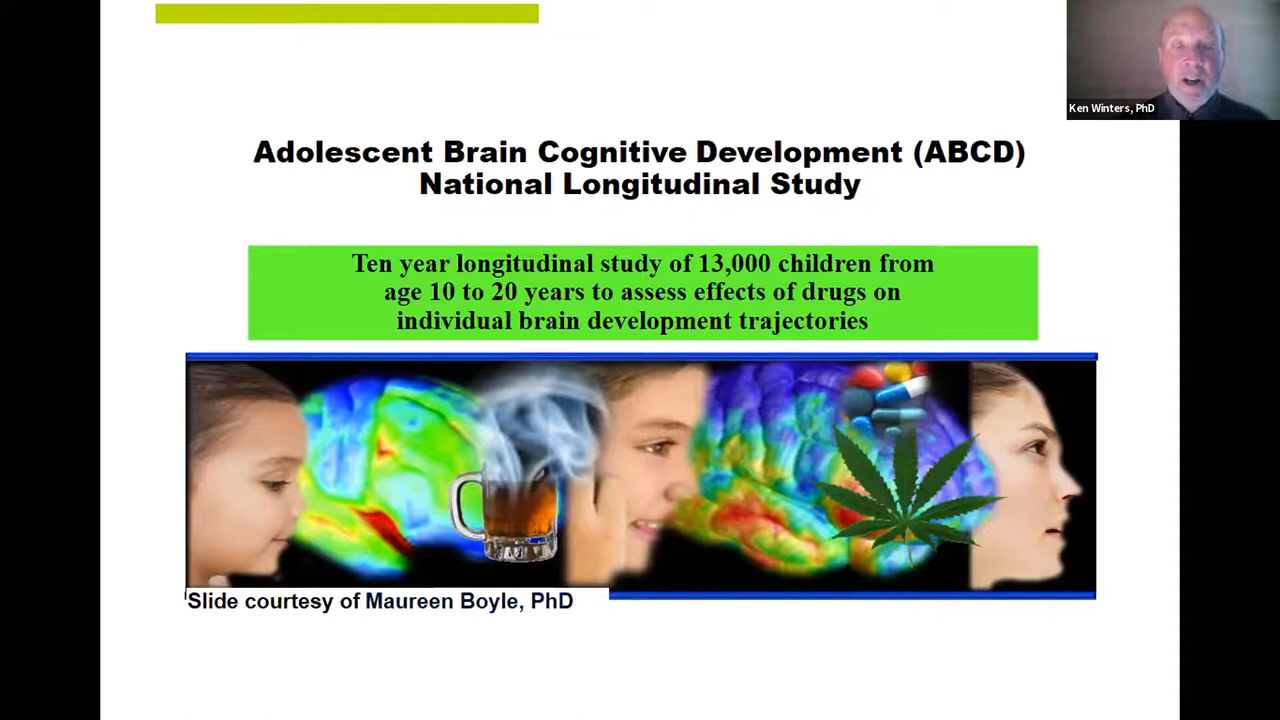 Ken Winters, PhD
Adolescent Brain Cognitive Development (ABCD)
National Longitudinal Study
Ten year longitudinal study of 13,000 children from
age 10 to 20 years to assess effects of drugs on
individual brain development trajectories
Slide courtesy of Maureen Boyle, PhD